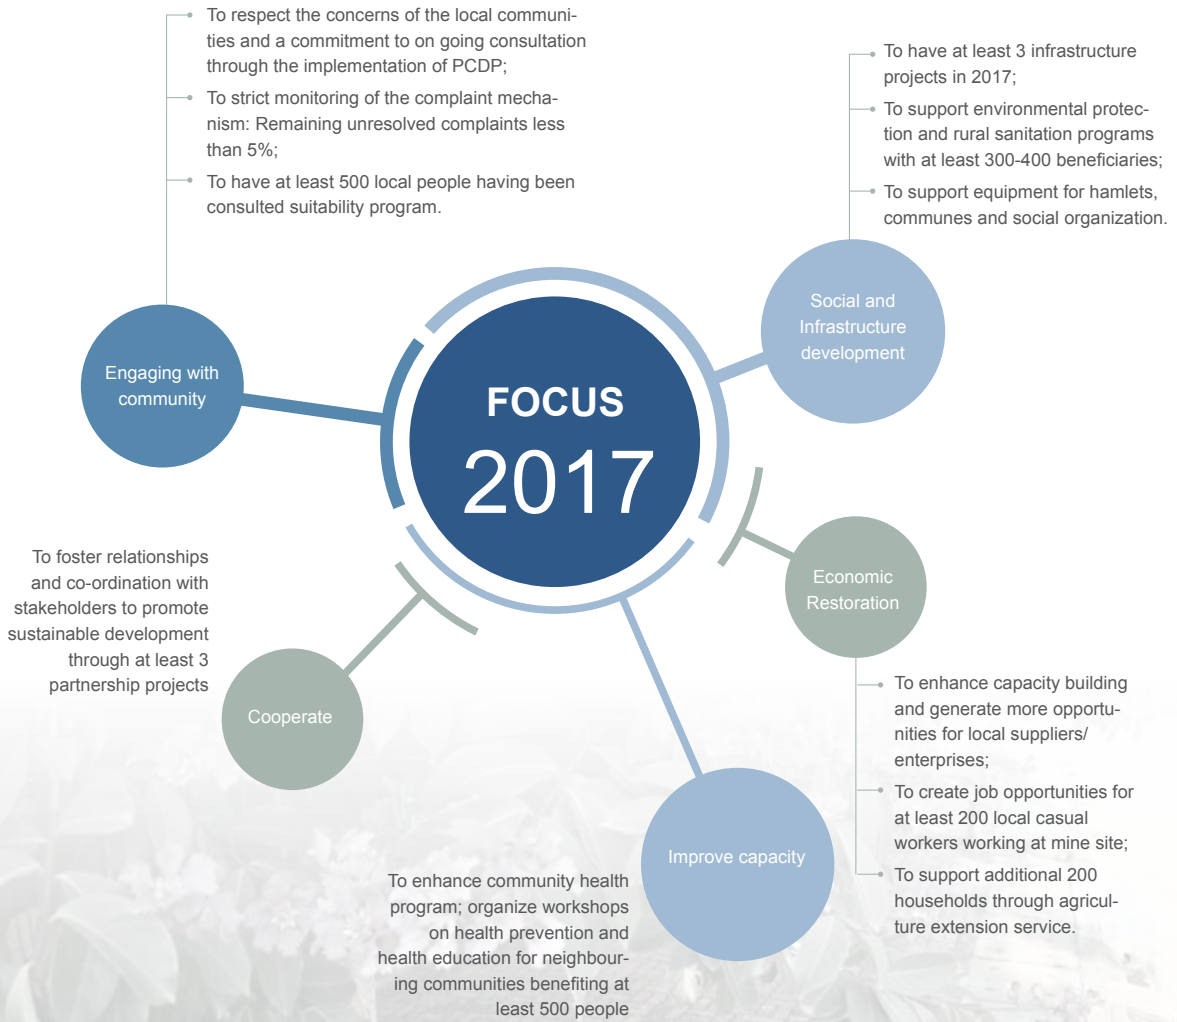 To respect the concerns of the local communi-
ties and a commitment to on going consultation
through the implementation of PCDP;
To strict monitoring of the complaint mecha-
nism: Remaining unresolved complaints less
than 5%;
To have at least 500 local people having been
consulted suitability program.
To have at least 3 infrastructure
projects in 2017;
To support environmental protec-
tion and rural sanitation programs
with at least 300-400 beneficiaries;
To support equipment for hamlets,
communes and social organization.
Social and
Infrastructure
development
Engaging with
community
FOCUS
2017
To foster relationships
and co-ordination with
stakeholders to promote
sustainable development
through at least 3
partnership projects
Cooperate
Economic
Restoration
To enhance capacity building
and generate more opportu-
nities for local suppliers/
enterprises;
To create job opportunities for
at least 200 local casual
workers working at mine site;
To support additional 200
households through agricul-
ture extension service.
Improve capacity
To enhance community health
program; organize workshops
on health prevention and
health education for neighbour-
ing communities benefiting at
least 500 people